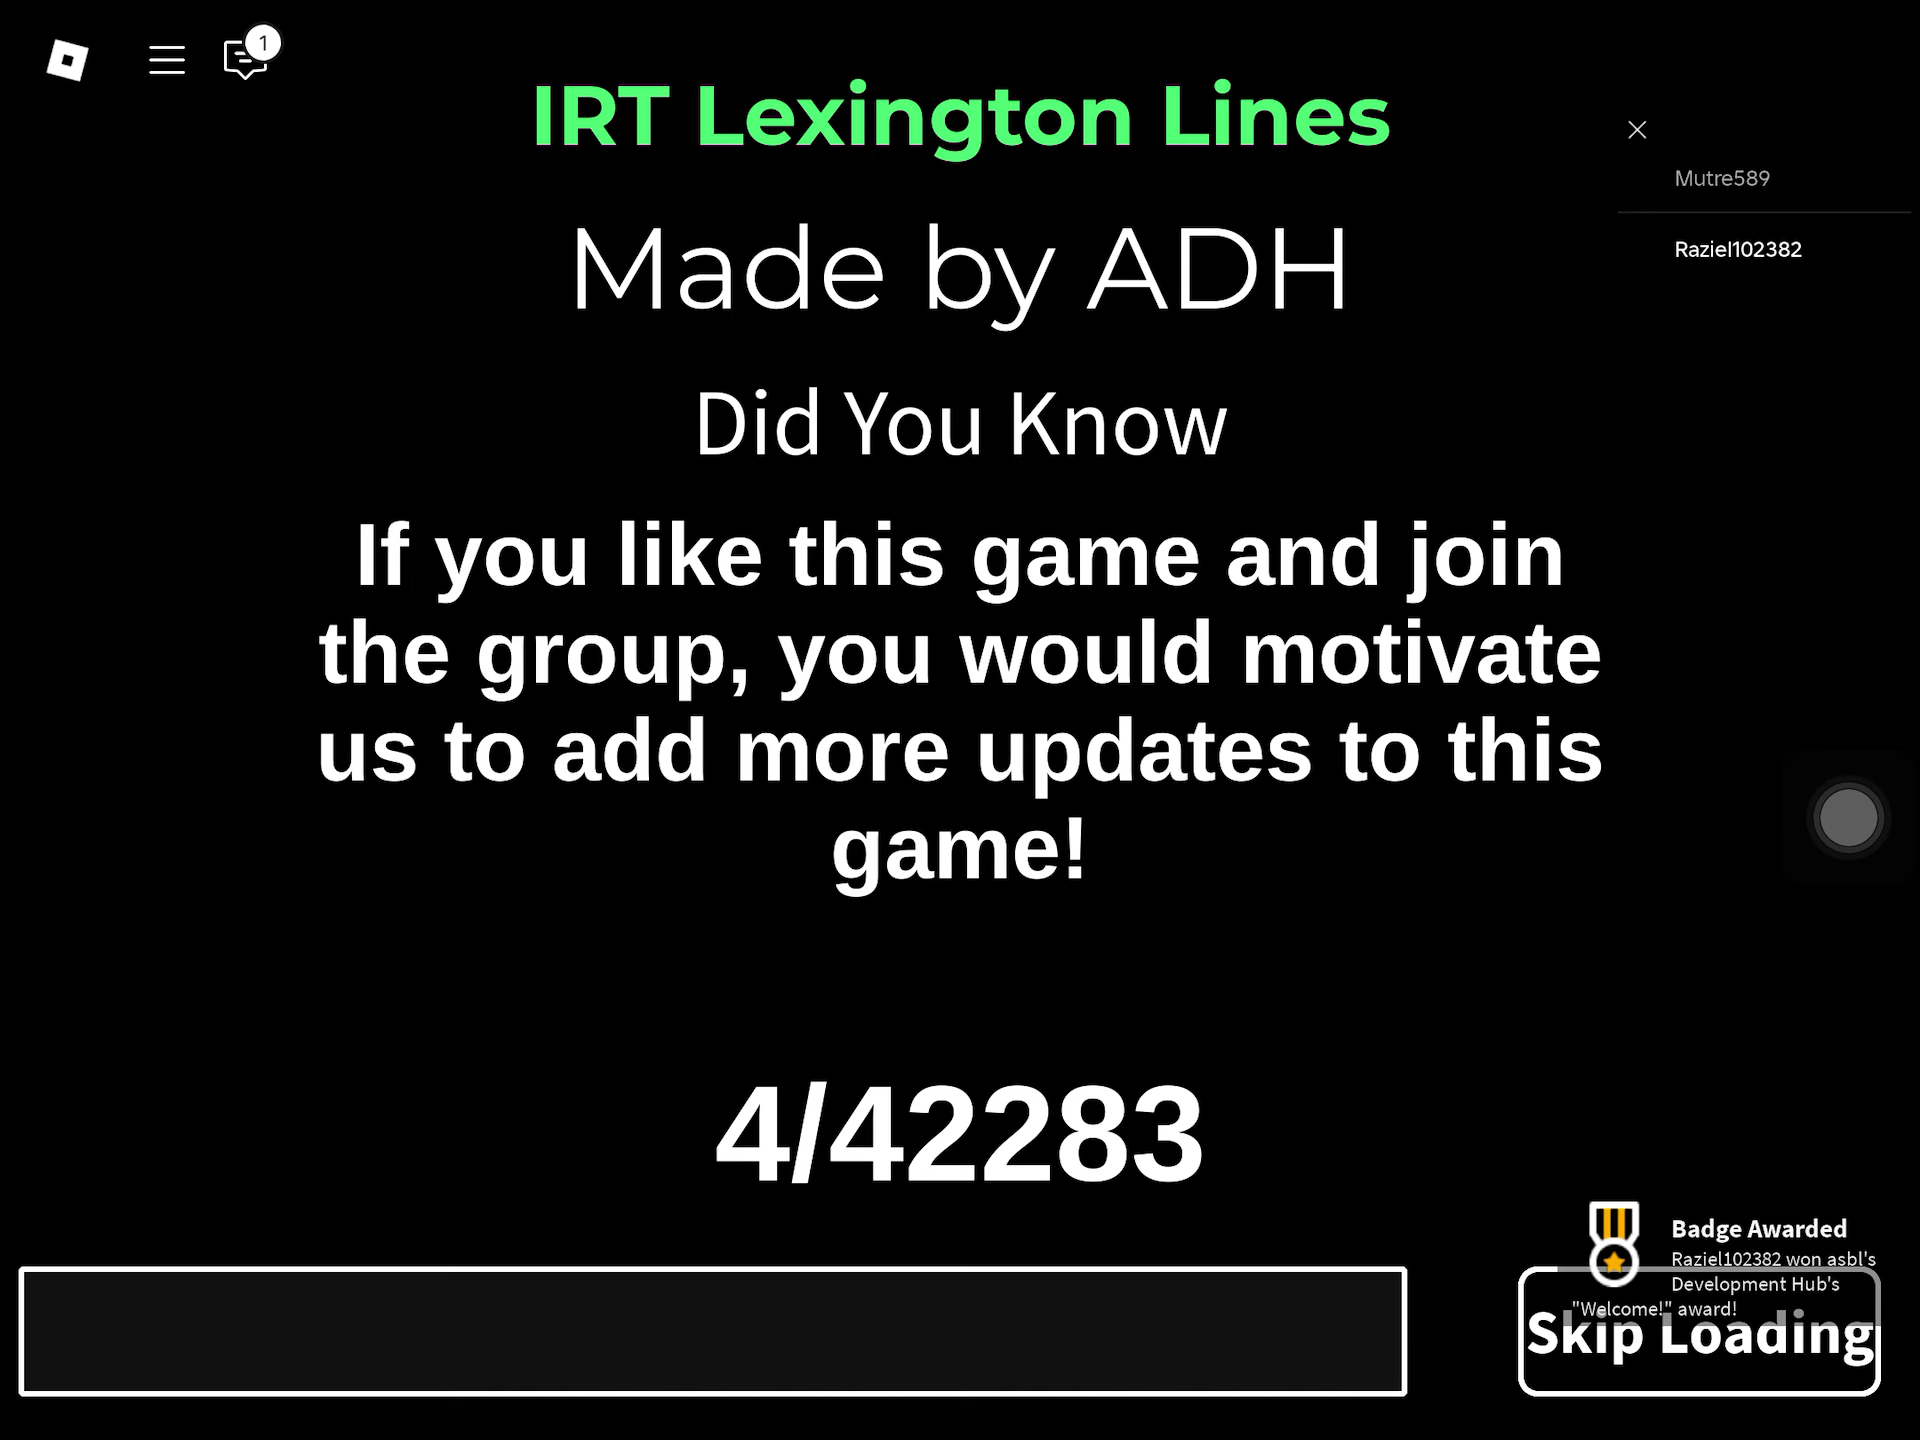 1
IRT Lexington Lines
Mutre589
Made by ADH
Raziel102382
Did You Know
If you like this game and join
the group, you would motivate
us to add more updates to this
game!
4/42283
Badge Awarded
Raziel102382 won asbl's
Development Hub's
"Welcome!" award!
Skip Loading